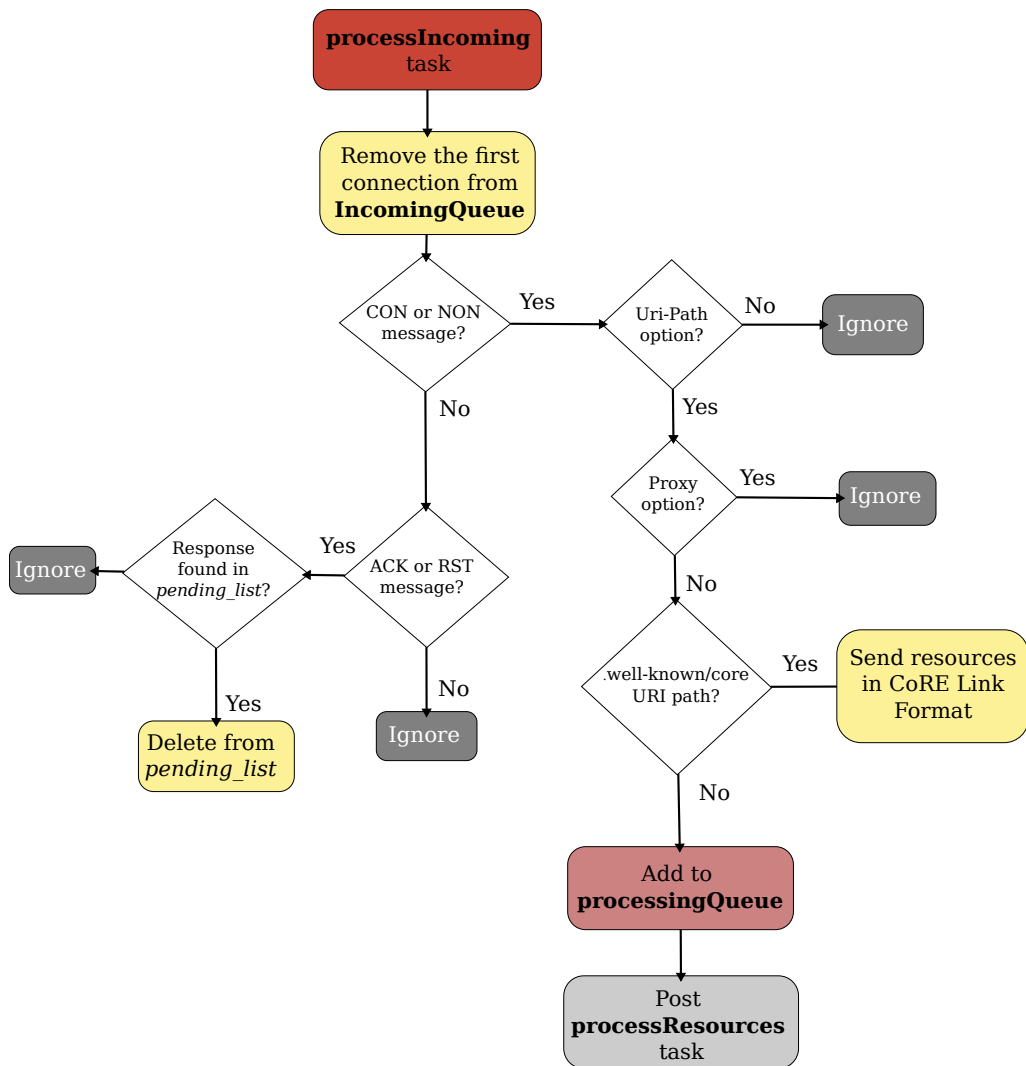 processIncoming
task
Remove the first
connection from
IncomingQueue
CON or NON
message?
Yes
Uri-Path
option?
No
Ignore
No
Yes
Proxy
option?
Yes
Ignore
Response
found in
pending_list?
Ignore
Yes
ACK or RST
message?
No
.well-known/core
URI path?
Yes
Send resources
in CoRE Link
Format
Yes
No
Delete from
pending_list
Ignore
No
Add to
processingQueue
Post
processResources
task